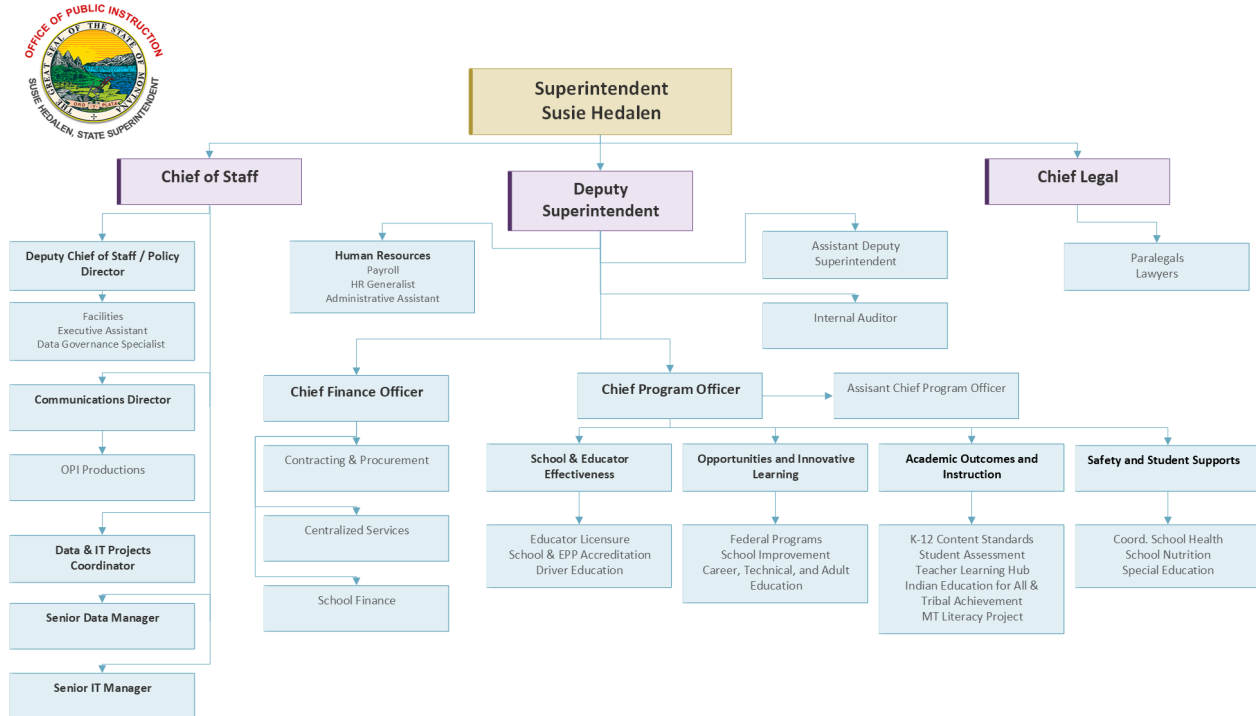 OFFICE OF PUBLIC INSTRUCTION
THE GREAT SEAL OF THE STATE OF MONTANA
SUSIE HEDALEN, STATE SUPERINTENDENT
Superintendent
Susie Hedalen
Chief of Staff
Deputy
Superintendent
Chief Legal
Deputy Chief of Staff / Policy
Director
Human Resources
Payroll
HR Generalist
Administrative Assistant
Assistant Deputy
Superintendent
Paralegals
Lawyers
Facilities
Executive Assistant
Data Governance Specialist
Internal Auditor
Communications Director
Chief Finance Officer
Chief Program Officer
Assisant Chief Program Officer
OPI Productions
Contracting & Procurement
School & Educator
Effectiveness
Opportunities and Innovative
Learning
Academic Outcomes and
Instruction
Safety and Student Supports
Data & IT Projects
Coordinator
Centralized Services
Educator Licensure
School & EPP Accreditation
Driver Education
Federal Programs
School Improvement
Career, Technical, and Adult
Education
K-12 Content Standards
Student Assessment
Teacher Learning Hub
Indian Education for All &
Tribal Achievement
MT Literacy Project
Coord. School Health
School Nutrition
Special Education
Senior Data Manager
School Finance
Senior IT Manager